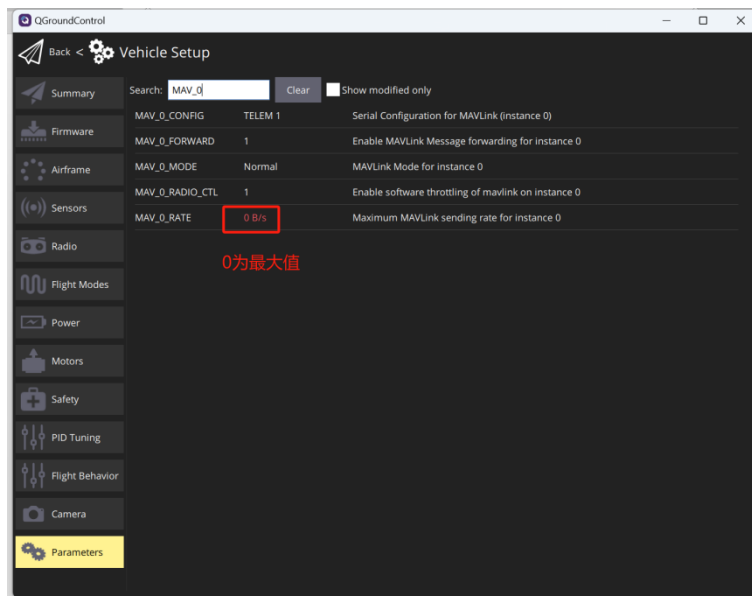 QGroundControl
Back < Vehicle Setup
Search: MAV_0 Clear Show modified only
Summary
Firmware
Airframe
Sensors
Radio
Flight Modes
Power
Motors
Safety
PID Tuning
Flight Behavior
Camera
Parameters
MAV_0_CONFIG TELEM 1 Serial Configuration for MAVLink (instance 0)
MAV_0_FORWARD 1 Enable MAVLink Message forwarding for instance 0
MAV_0_MODE Normal MAVLink Mode for instance 0
MAV_0_RADIO_CTL 1 Enable software throttling of mavlink on instance 0
MAV_0_RATE 0 B/s Maximum MAVLink sending rate for instance 0
0为最大值